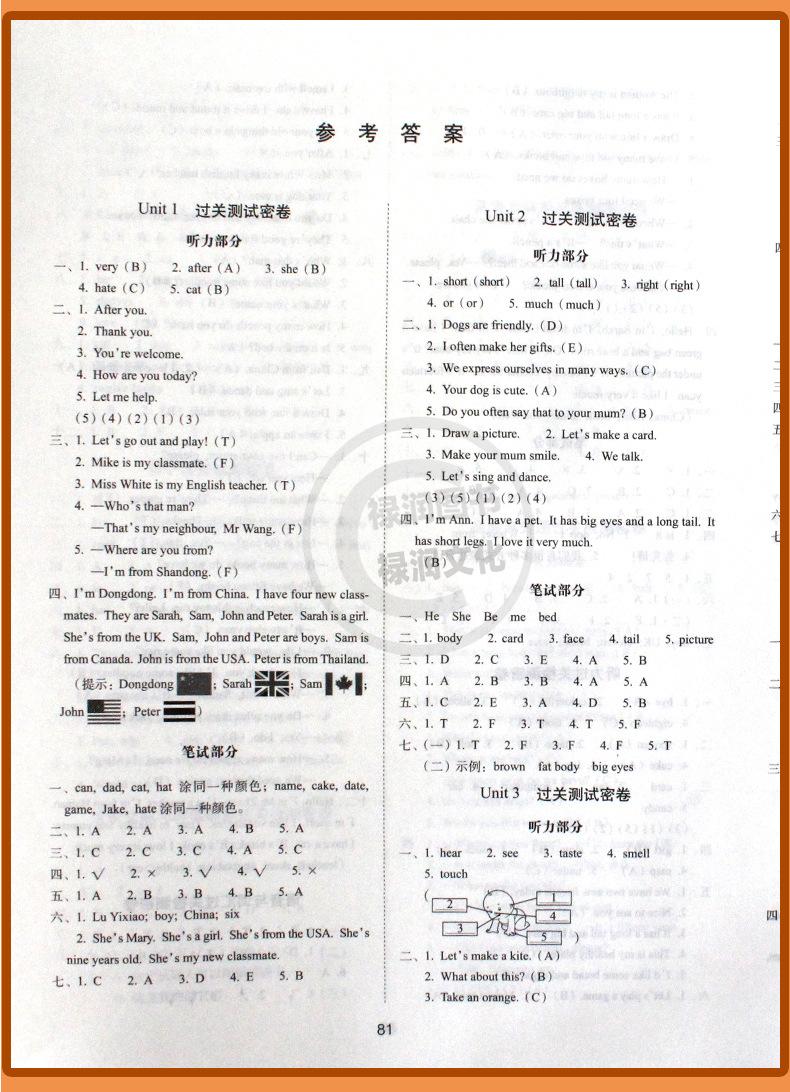 参 考 答 案
Unit 1 过关测试密卷
听力部分
一、1. very（B） 2. after（A） 3. she（B）
4. hate（C） 5. cat（B）
二、1. After you.
2. Thank you.
3. You're welcome.
4. How are you today?
5. Let me help.
(5)(4)(2)(1)(3)
三、1. Let's go out and play!（T）
2. Mike is my classmate.（F）
3. Miss White is my English teacher.（T）
4. —Who's that man?
—That's my neighbour, Mr Wang.（F）
5. —Where are you from?
—I'm from Shandong.（F）
四、I'm Dongdong. I'm from China. I have four new class-
mates. They are Sarah, Sam, John and Peter. Sarah is a girl.
She's from the UK. Sam, John and Peter are boys. Sam is
from Canada. John is from the USA. Peter is from Thailand.
（提示：Dongdong ; Sarah ; Sam ;
John ; Peter ）
笔试部分
一、can, dad, cat, hat 涂同一种颜色；name, cake, date,
game, Jake, hate 涂同一种颜色。
二、1. A 2. A 3. A 4. B 5. A
三、1. C 2. C 3. C 4. A 5. C
四、1. √ 2. × 3. √ 4. √ 5. ×
五、1. A 2. B 3. B 4. B 5. A
六、1. Lu Yixiao; boy; China; six
2. She's Mary. She's a girl. She's from the USA. She's
nine years old. She's my new classmate.
七、1. C 2. A 3. D 4. E 5. B
Unit 2 过关测试密卷
听力部分
一、1. short (short) 2. tall (tall) 3. right (right)
4. or (or) 5. much (much)
二、1. Dogs are friendly.（D）
2. I often make her gifts.（E）
3. We express ourselves in many ways.（C）
4. Your dog is cute.（A）
5. Do you often say that to your mum?（B）
三、1. Draw a picture. 2. Let's make a card.
3. Make your mum smile. 4. We talk.
5. Let's sing and dance.
(3)(5)(1)(2)(4)
四、I'm Ann. I have a pet. It has big eyes and a long tail. It
has short legs. I love it very much.
（B）
笔试部分
一、He She Be me bed
二、1. body 2. card 3. face 4. tail 5. picture
三、1. D 2. C 3. E 4. A 5. B
四、1. A 2. B 3. B 4. A 5. A
五、1. C 2. E 3. A 4. D 5. B
六、1. T 2. F 3. T 4. T 5. F
七、(一) 1. T 2. F 3. F 4. F 5. T
(二) 示例：brown fat body big eyes
Unit 3 过关测试密卷
听力部分
一、1. hear 2. see 3. taste 4. smell
5. touch
( 2 1
4
3 5 )
二、1. Let's make a kite.（A）
2. What about this?（B）
3. Take an orange.（C）
81
禄润图书
禄润文化